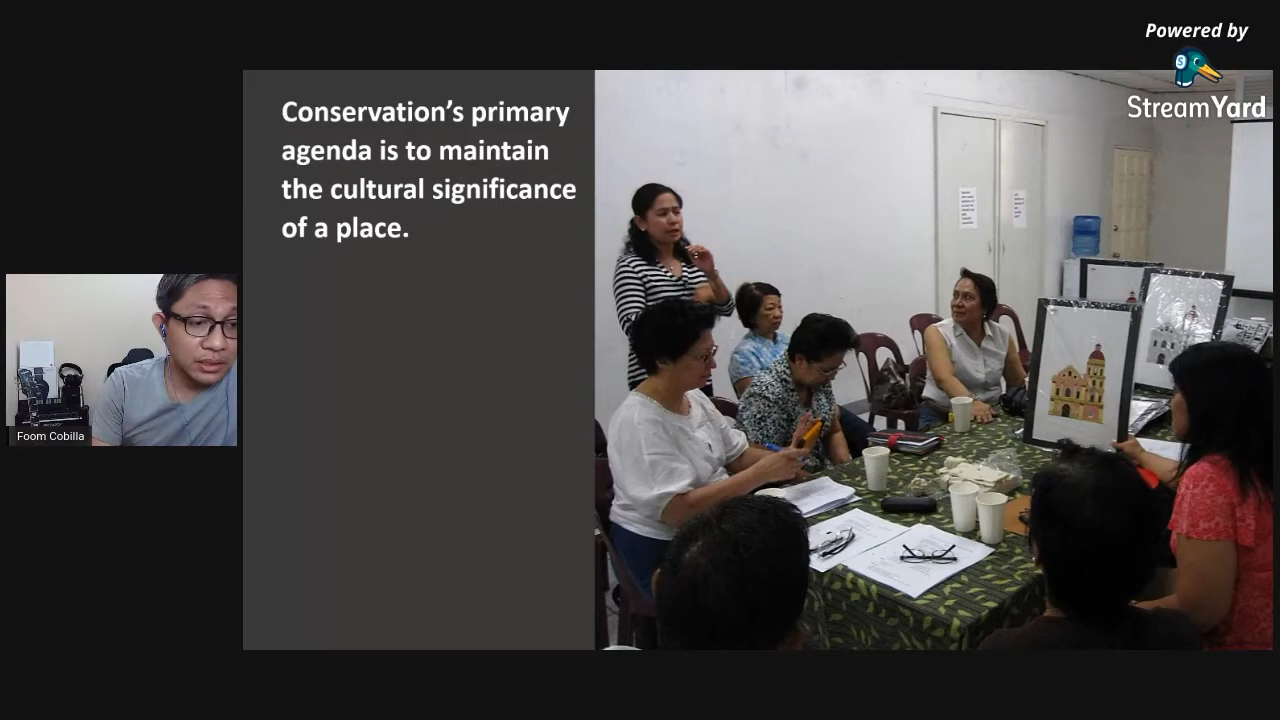 Powered by
StreamYard
Conservation’s primary
agenda is to maintain
the cultural significance
of a place.
Foom Cobilla